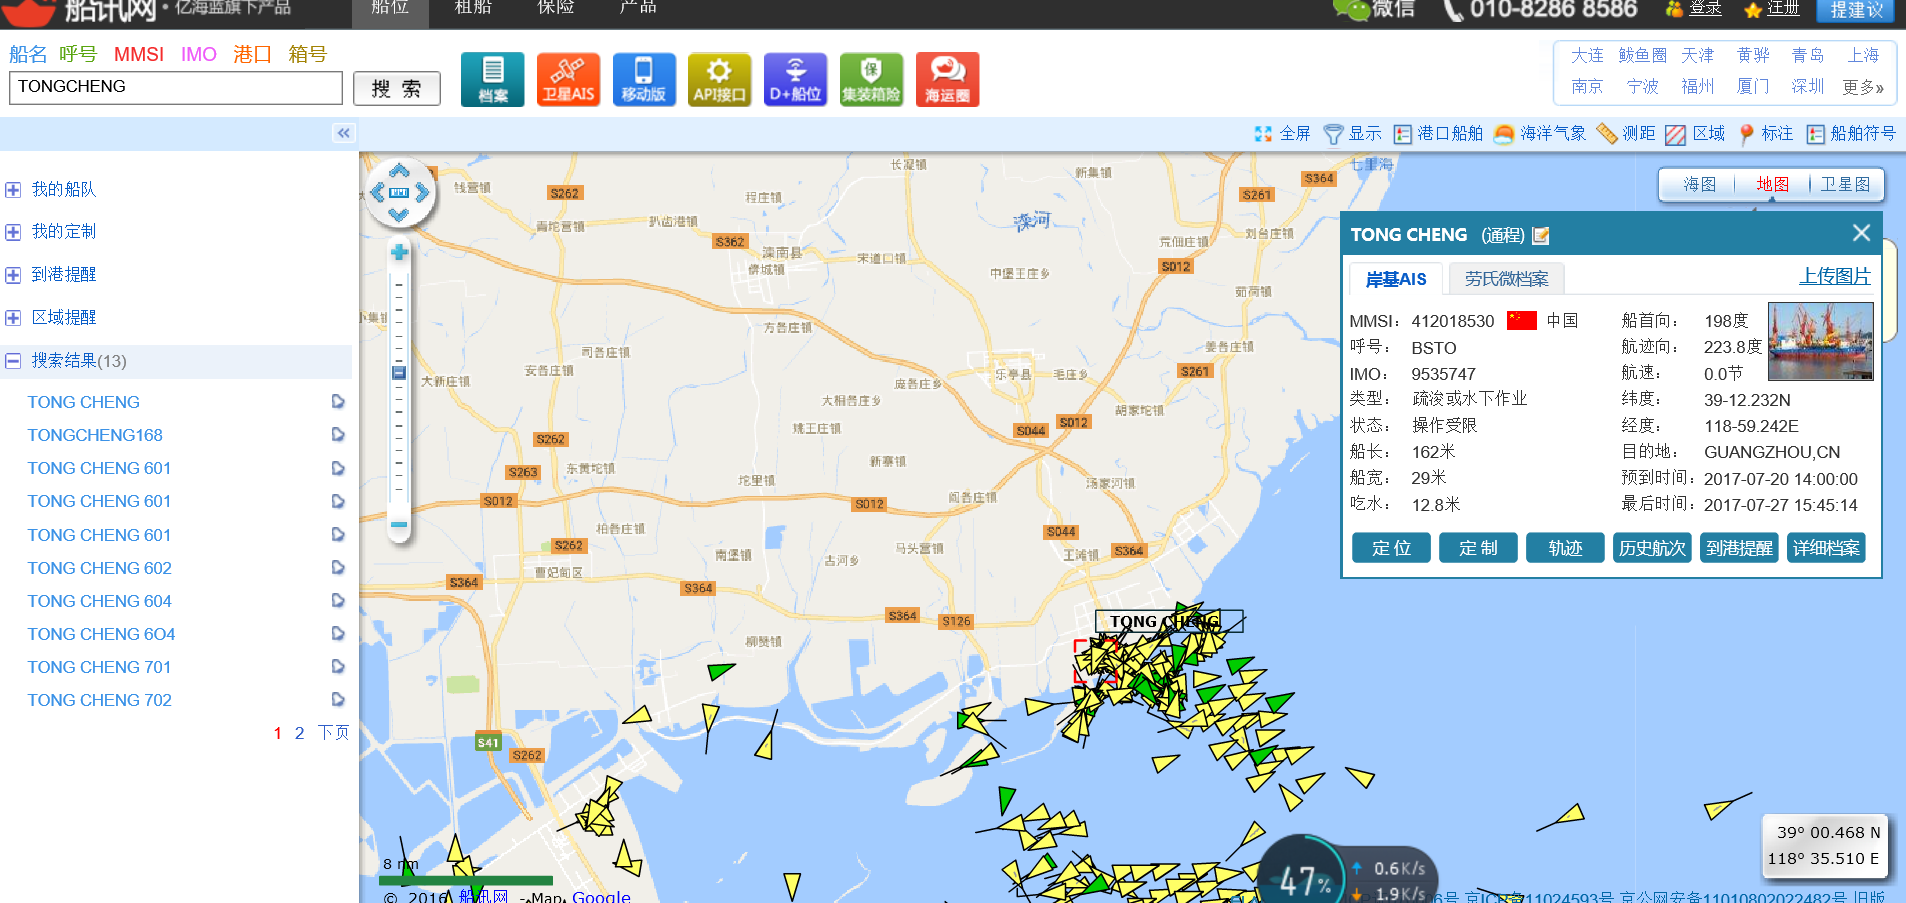 船讯网 · 亿海蓝旗下产品
船位 租船 保险 产品
微信 010-8286 8586 登录 注册 提建议
船名 呼号 MMSI IMO 港口 箱号
TONGCHENG 搜 索
档案 卫星AIS 移动版 API接口 D+船位 集装箱险 海运圈
保
大连 鲅鱼圈 天津 黄骅 青岛 上海
南京 宁波 福州 厦门 深圳 更多»
全屏 显示 港口船舶 海洋气象 测距 区域 标注 船舶符号
我的船队
我的定制
到港提醒
区域提醒
搜索结果(13)
TONG CHENG
TONGCHENG168
TONG CHENG 601
TONG CHENG 601
TONG CHENG 601
TONG CHENG 602
TONG CHENG 604
TONG CHENG 6O4
TONG CHENG 701
TONG CHENG 702
1 2 下页
海图 地图 卫星图
TONG CHENG (通程)
岸基AIS 劳氏微档案 上传图片
MMSI: 412018530 中国 船首向: 198度
呼号: BSTO 航迹向: 223.8度
IMO: 9535747 航速: 0.0节
类型: 疏浚或水下作业 纬度: 39-12.232N
状态: 操作受限 经度: 118-59.242E
船长: 162米 目的地: GUANGZHOU,CN
船宽: 29米 预到时间: 2017-07-20 14:00:00
吃水: 12.8米 最后时间: 2017-07-27 15:45:14
定 位 定 制 轨迹 历史航次 到港提醒 详细档案
长凝镇
七里海
钱营镇
新集镇
S364
S262
程庄镇
S261
青坨营镇
趴齿港镇
滦河
刘台庄镇
S362
滦南县
宋道口镇
荒佃庄镇
倴城镇
中堡王庄乡
S012
茹荷镇
方各庄镇
司各庄镇
姜各庄镇
安各庄镇
乐亭县
毛庄乡
S261
大新庄镇
庞各庄乡
大相各庄乡
胡家坨镇
姚王庄镇
S044
S012
S262
新寨镇
S263
东黄坨镇
坨里镇
汤家河镇
S012
S012
阎各庄镇
柏各庄镇
S044
S262
南堡镇
马头营镇
王滩镇
S364
古河乡
曹妃甸区
S364
S364
S364
S126
柳赞镇
TONG CHENG
S41
S262
8 nm
© 2016 船讯网 - Map. Google
47%
0.6K/s
1.9K/s
39° 00.468 N
118° 35.510 E
6号 京ICP备11024593号 京公网安备11010802022482号 旧版